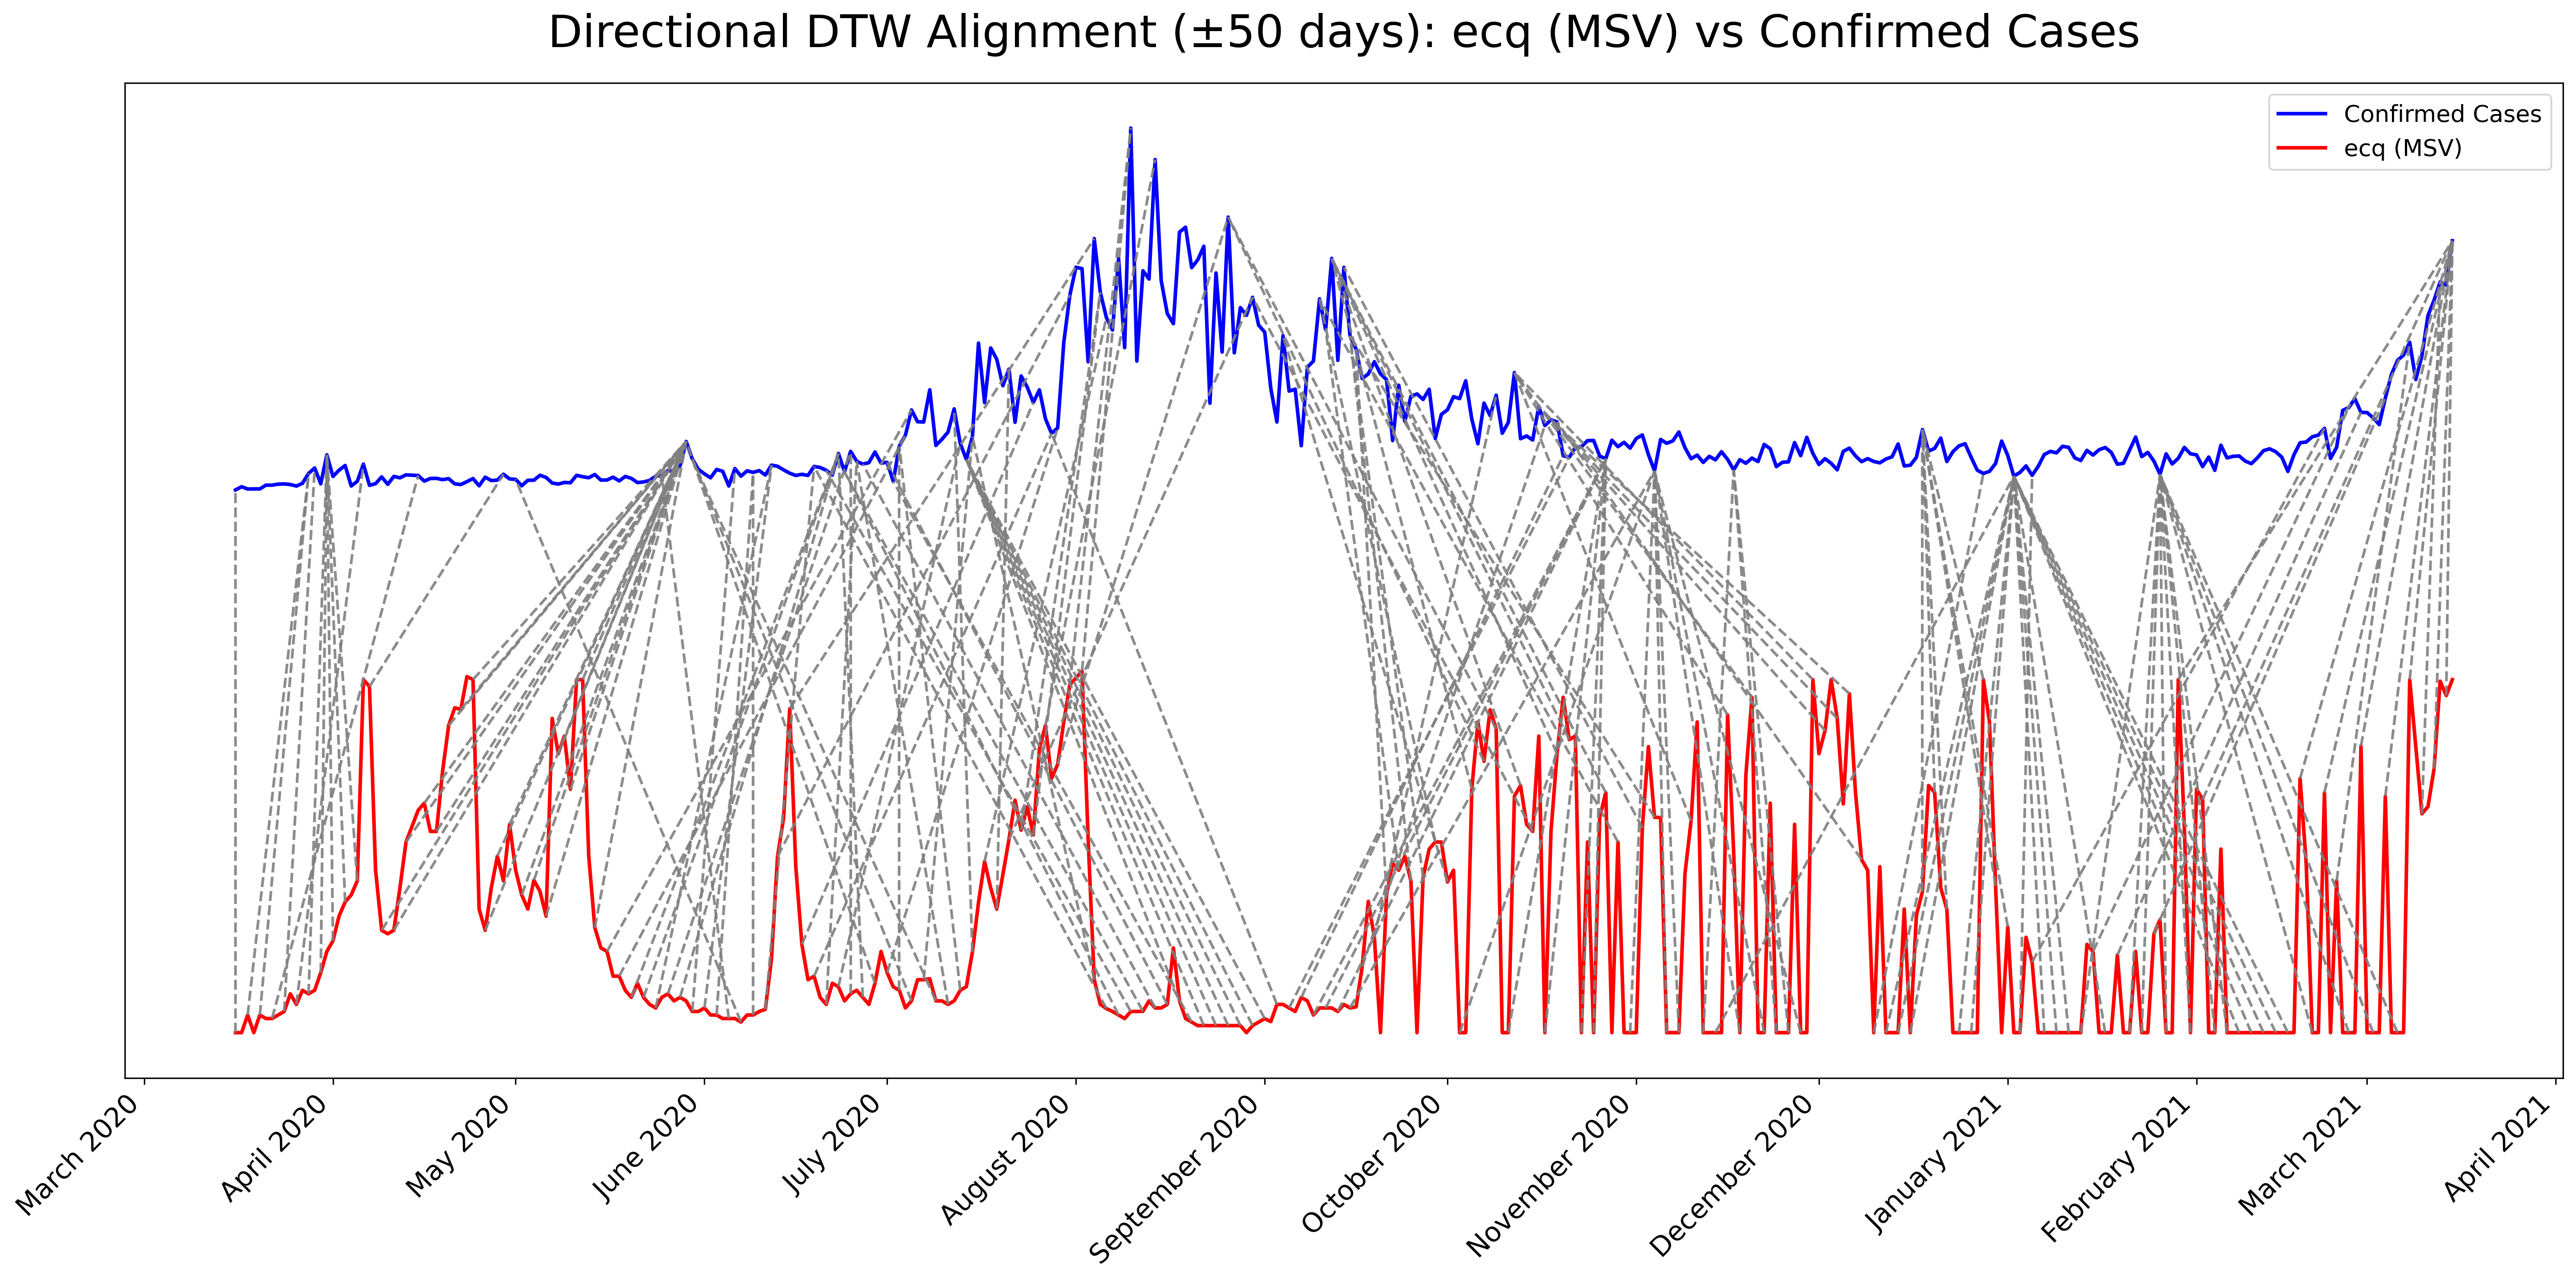 Directional DTW Alignment (±50 days): ecq (MSV) vs Confirmed Cases
Confirmed Cases
ecq (MSV)
March 2020
April 2020
May 2020
June 2020
July 2020
August 2020
September 2020
October 2020
November 2020
December 2020
January 2021
February 2021
March 2021
April 2021